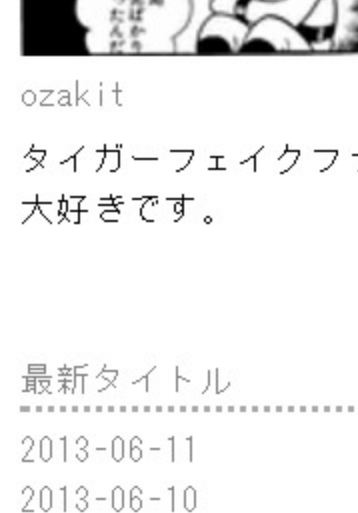 ozakit
タイガーフェイクフ
大好きです。
最新タイトル
2013-06-11
2013-06-10